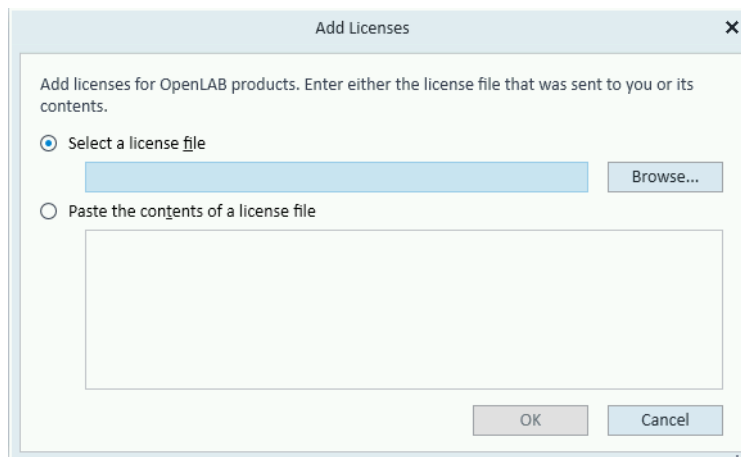 Add Licenses
Add licenses for OpenLAB products. Enter either the license file that was sent to you or its
contents.
Select a license file
Browse...
Paste the contents of a license file
OK
Cancel